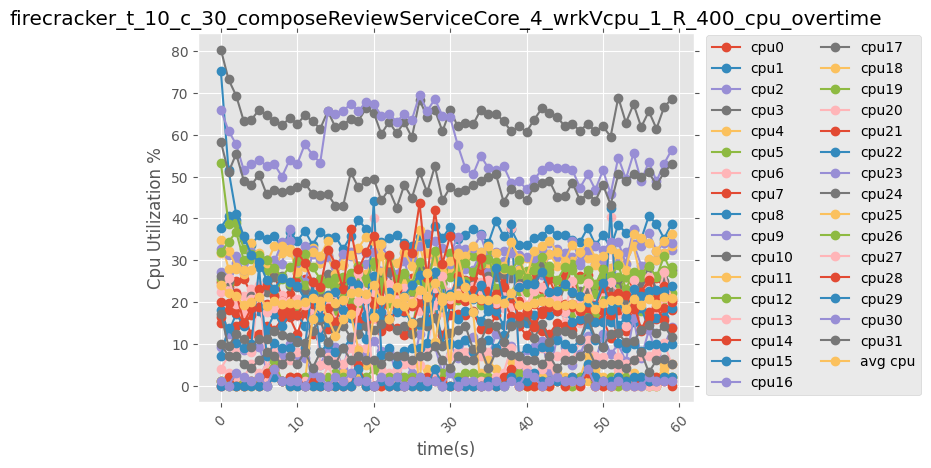 firecracker_t_10_c_30_composeReviewServiceCore_4_wrkVcpu_1_R_400_cpu_overtime
80
70
60
50
40
30
20
10
0
Cpu Utilization %
0
10
20
30
40
50
60
time(s)
cpu0
cpu1
cpu2
cpu3
cpu4
cpu5
cpu6
cpu7
cpu8
cpu9
cpu10
cpu11
cpu12
cpu13
cpu14
cpu15
cpu16
cpu17
cpu18
cpu19
cpu20
cpu21
cpu22
cpu23
cpu24
cpu25
cpu26
cpu27
cpu28
cpu29
cpu30
cpu31
avg cpu